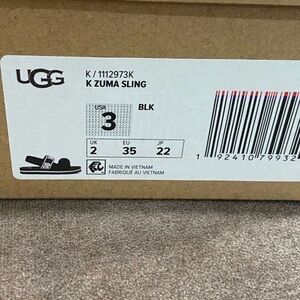 UGG
K / 1112973K
K ZUMA SLING
USA
3
BLK
UK EU JP
2 35 22
MADE IN VIETNAM
FABRIQUÉ AU VIETNAM
1 92410 79932